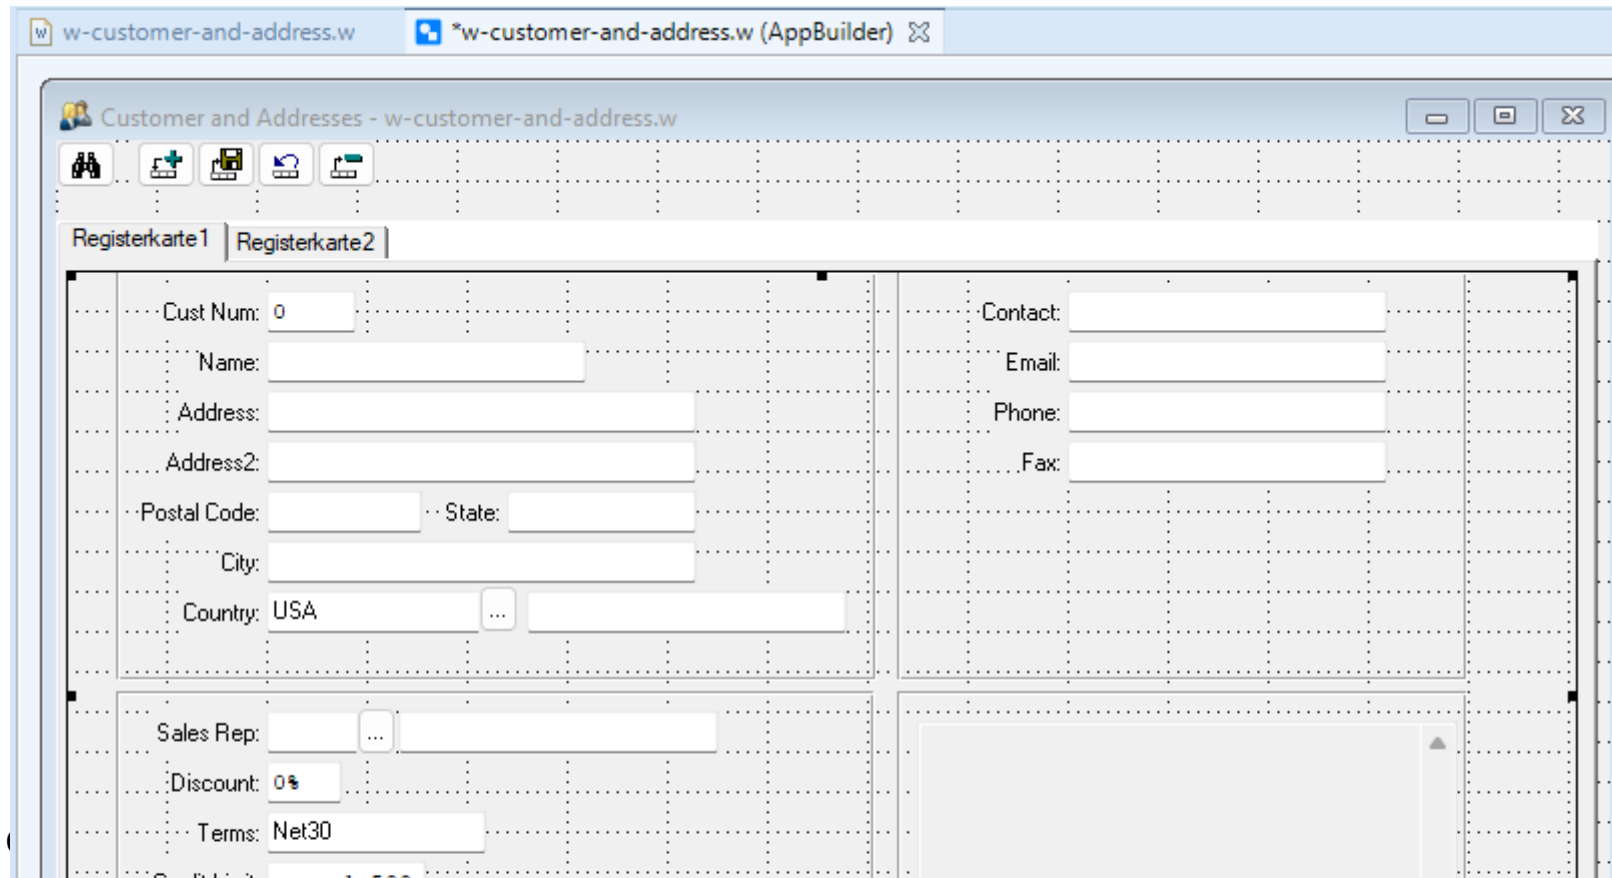 w-customer-and-address.w
*w-customer-and-address.w (AppBuilder)
Customer and Addresses - w-customer-and-address.w
Registerkarte1
Registerkarte2
Cust Num: 0
Contact:
Name:
Email:
Address:
Phone:
Address2:
Fax:
Postal Code:
State:
City:
Country: USA ...
Sales Rep: ...
Discount: 0%
Terms: Net30